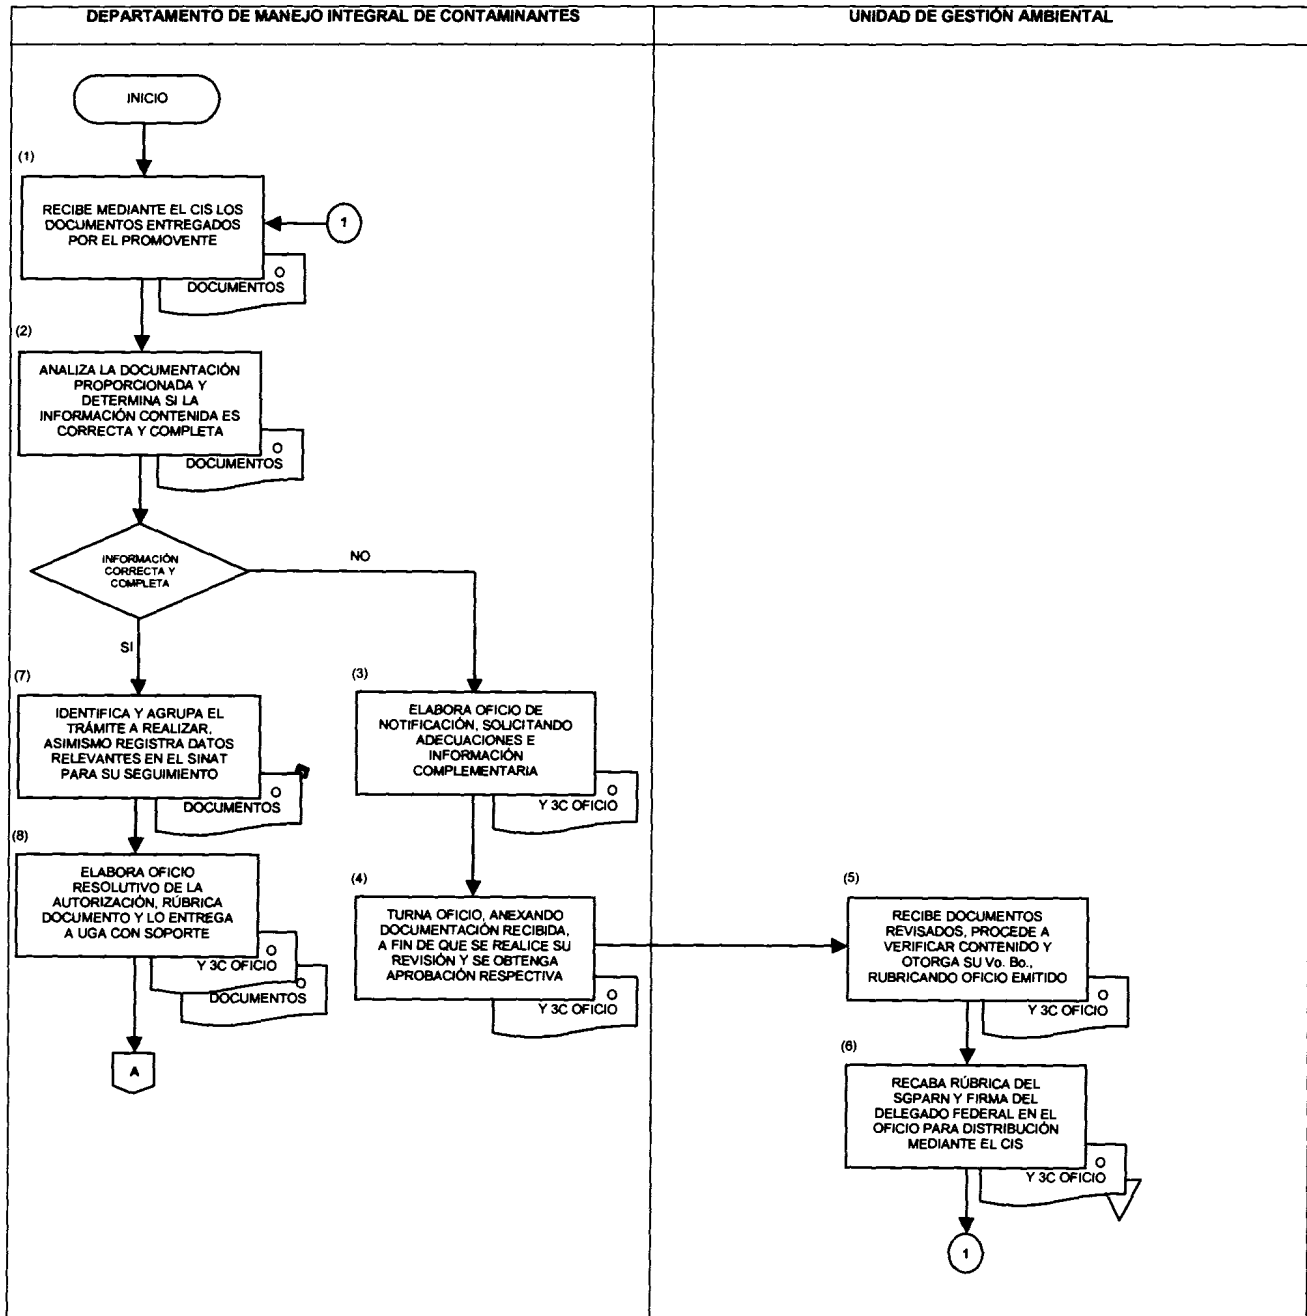 DEPARTAMENTO DE MANEJO INTEGRAL DE CONTAMINANTES
UNIDAD DE GESTIÓN AMBIENTAL
INICIO
(1)
RECIBE MEDIANTE EL CIS LOS
DOCUMENTOS ENTREGADOS
POR EL PROMOVENTE
1
O
DOCUMENTOS
(2)
ANALIZA LA DOCUMENTACIÓN
PROPORCIONADA Y
DETERMINA SI LA
INFORMACIÓN CONTENIDA ES
CORRECTA Y COMPLETA
O
DOCUMENTOS
INFORMACIÓN
CORRECTA Y
COMPLETA
NO
SI
(7)
IDENTIFICA Y AGRUPA EL
TRÁMITE A REALIZAR,
ASIMISMO REGISTRA DATOS
RELEVANTES EN EL SINAT
PARA SU SEGUIMIENTO
O
DOCUMENTOS
(8)
ELABORA OFICIO
RESOLUTIVO DE LA
AUTORIZACIÓN, RÚBRICA
DOCUMENTO Y LO ENTREGA
A UGA CON SOPORTE
O
Y 3C OFICIO
O
DOCUMENTOS
A
(3)
ELABORA OFICIO DE
NOTIFICACIÓN, SOLICITANDO
ADECUACIONES E
INFORMACIÓN
COMPLEMENTARIA
O
Y 3C OFICIO
(4)
TURNA OFICIO, ANEXANDO
DOCUMENTACIÓN RECIBIDA,
A FIN DE QUE SE REALICE SU
REVISIÓN Y SE OBTENGA
APROBACIÓN RESPECTIVA
O
Y 3C OFICIO
(5)
RECIBE DOCUMENTOS
REVISADOS, PROCEDE A
VERIFICAR CONTENIDO Y
OTORGA SU Vo. Bo.,
RUBRICANDO OFICIO EMITIDO
O
Y 3C OFICIO
(6)
RECABA RÚBRICA DEL
SGPARN Y FIRMA DEL
DELEGADO FEDERAL EN EL
OFICIO PARA DISTRIBUCIÓN
MEDIANTE EL CIS
O
Y 3C OFICIO
1